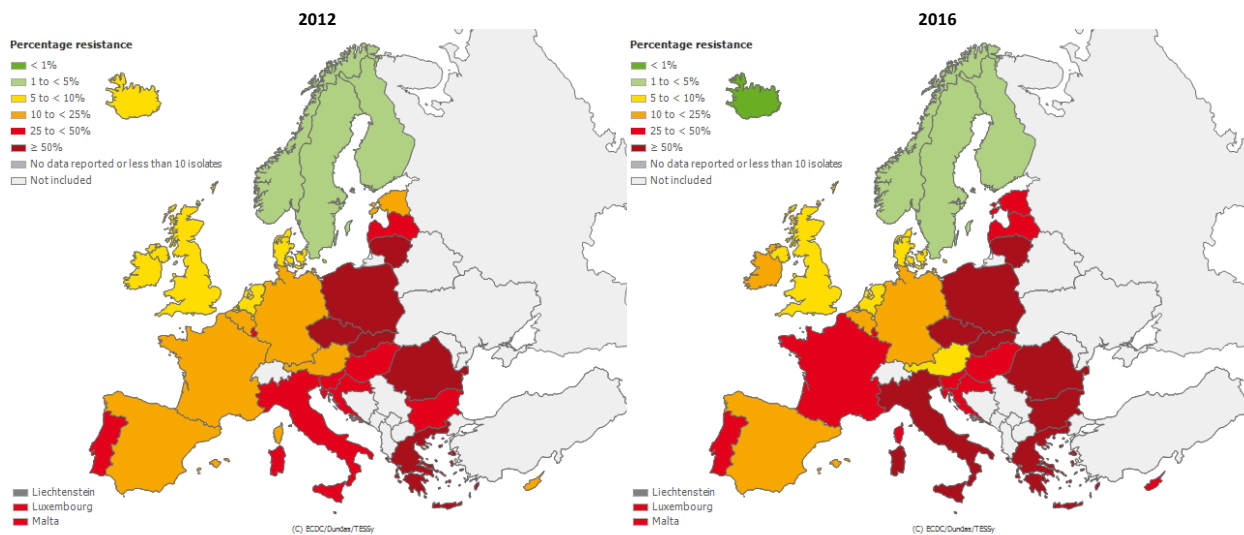 2012
Percentage resistance
< 1%
1 to < 5%
5 to < 10%
10 to < 25%
25 to < 50%
≥ 50%
No data reported or less than 10 isolates
Not included
Liechtenstein
Luxembourg
Malta
(C) ECDC/Dundas/TESSy
2016
Percentage resistance
< 1%
1 to < 5%
5 to < 10%
10 to < 25%
25 to < 50%
≥ 50%
No data reported or less than 10 isolates
Not included
Liechtenstein
Luxembourg
Malta
(C) ECDC/Dundas/TESSy